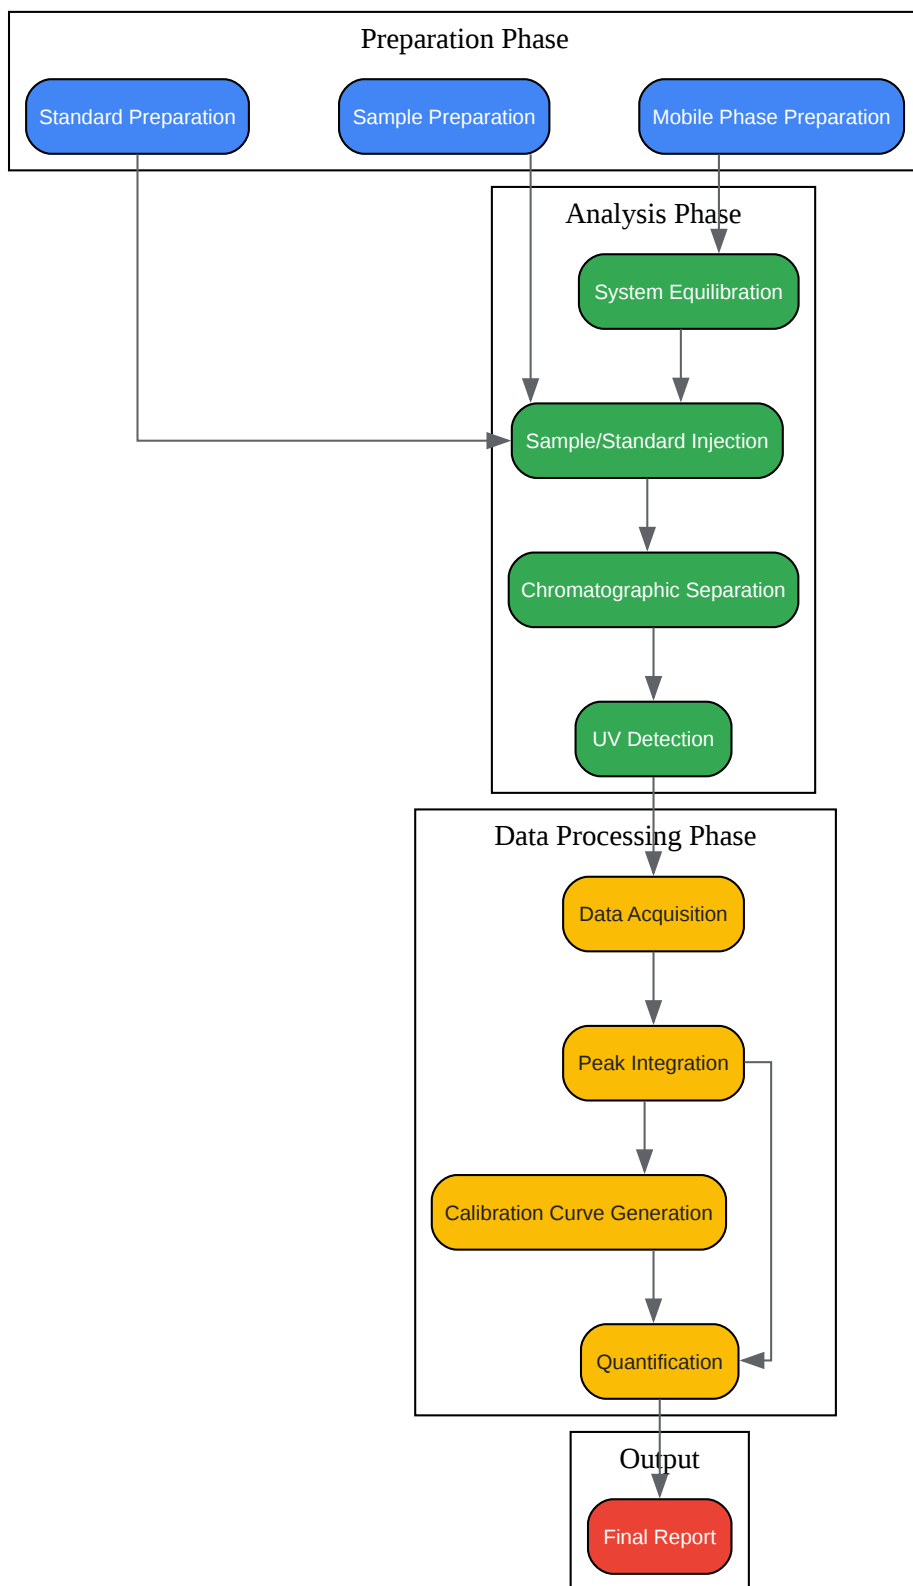 Preparation Phase
Standard Preparation
Sample Preparation
Mobile Phase Preparation
Analysis Phase
System Equilibration
Sample/Standard Injection
Chromatographic Separation
UV Detection
Data Processing Phase
Data Acquisition
Peak Integration
Calibration Curve Generation
Quantification
Output
Final Report